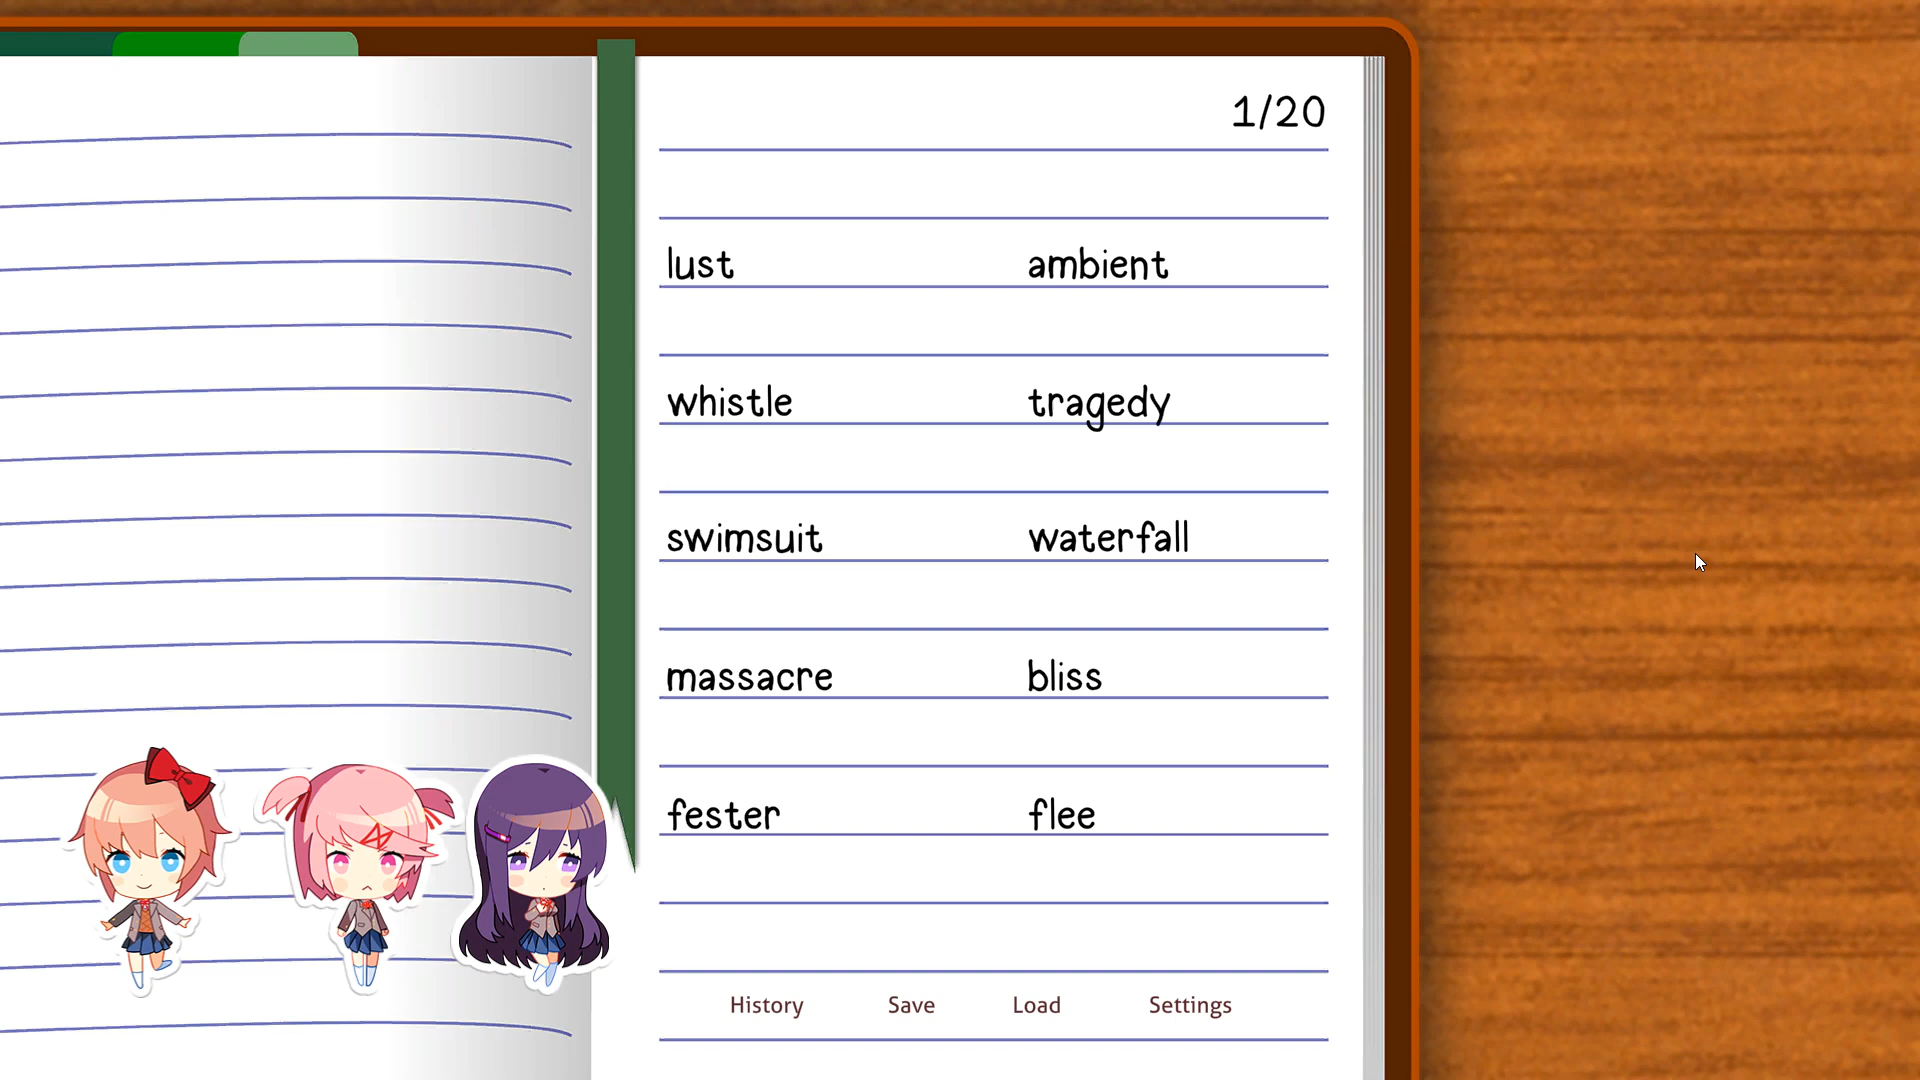 1/20
lust ambient
whistle tragedy
swimsuit waterfall
massacre bliss
fester flee
History Save Load Settings